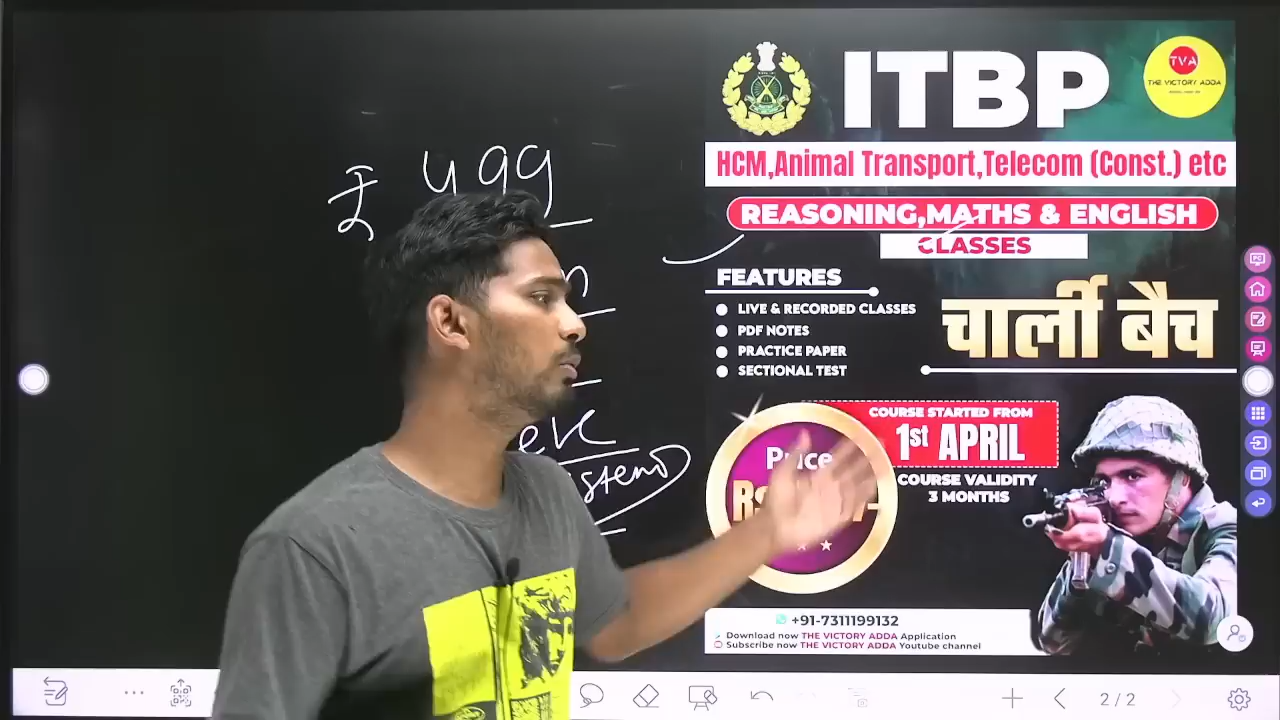 ₹ 499
eve
ITBP
TVA
THE VICTORY ADDA
HCM,Animal Transport,Telecom (Const.) etc
REASONING,MATHS & ENGLISH
CLASSES
FEATURES
LIVE & RECORDED CLASSES
PDF NOTES
PRACTICE PAPER
SECTIONAL TEST
चार्ली बैच
COURSE STARTED FROM
1st APRIL
COURSE VALIDITY
3 MONTHS
Price
+91-7311199132
Download now THE VICTORY ADDA Application
Subscribe now THE VICTORY ADDA Youtube channel
2/2